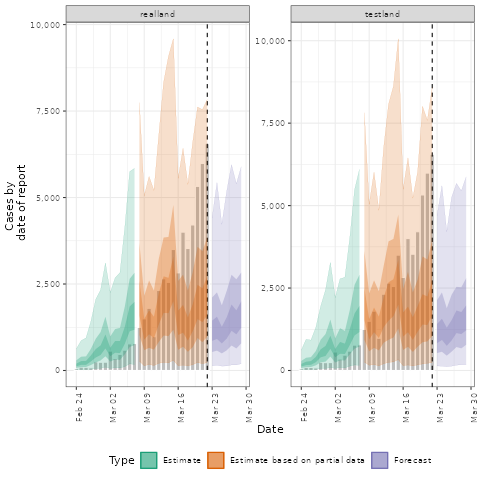 realland
testland
10,000
7,500
5,000
2,500
0
10,000
7,500
5,000
2,500
0
Cases by
date of report
Feb 24
Mar 02
Mar 09
Mar 16
Mar 23
Mar 30
Feb 24
Mar 02
Mar 09
Mar 16
Mar 23
Mar 30
Date
Type
Estimate
Estimate based on partial data
Forecast